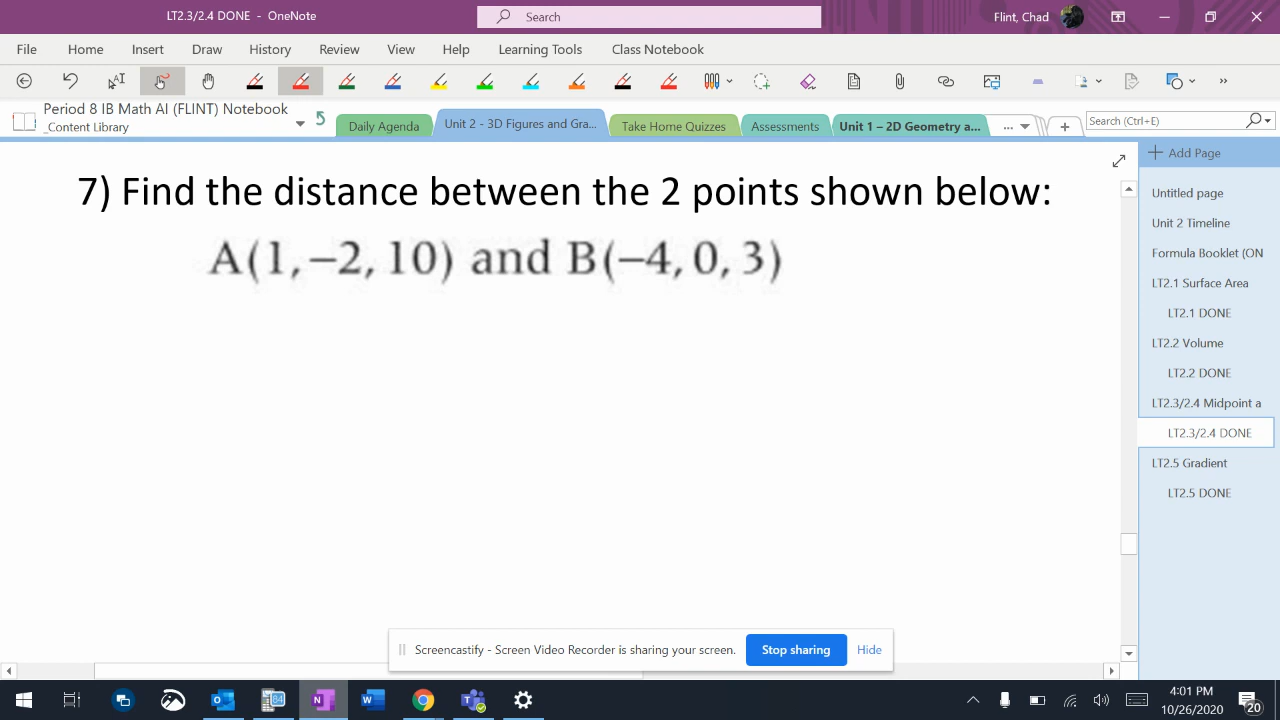 LT2.3/2.4 DONE - OneNote
Search
Flint, Chad
File Home Insert Draw History Review View Help Learning Tools Class Notebook
Period 8 IB Math AI (FLINT) Notebook
_Content Library
Daily Agenda
Unit 2 - 3D Figures and Gra...
Take Home Quizzes
Assessments
Unit 1 – 2D Geometry a...
...
Search (Ctrl+E)
Add Page
7) Find the distance between the 2 points shown below:
A(1,−2, 10) and B(−4, 0, 3)
Untitled page
Unit 2 Timeline
Formula Booklet (ON
LT2.1 Surface Area
LT2.1 DONE
LT2.2 Volume
LT2.2 DONE
LT2.3/2.4 Midpoint a
LT2.3/2.4 DONE
LT2.5 Gradient
LT2.5 DONE
Screencastify - Screen Video Recorder is sharing your screen.
Stop sharing
Hide
4:01 PM
10/26/2020
20